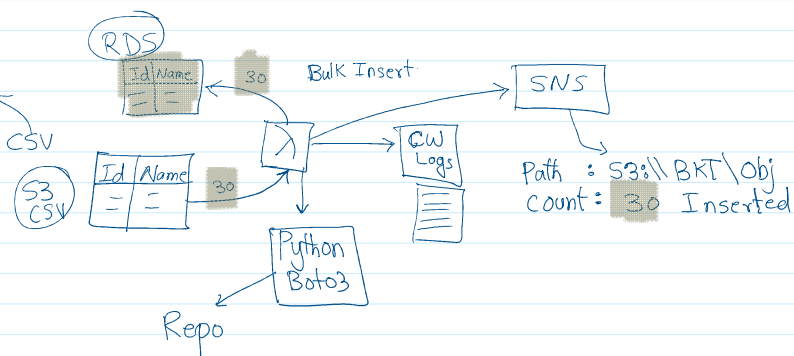 RDS
Id Name
30
Bulk Insert
SNS
CSV
λ
CW
Logs
Path : S3:\\ BKT\Obj
Count : 30 Inserted
S3
CSV
Id Name
30
Python
Boto3
Repo